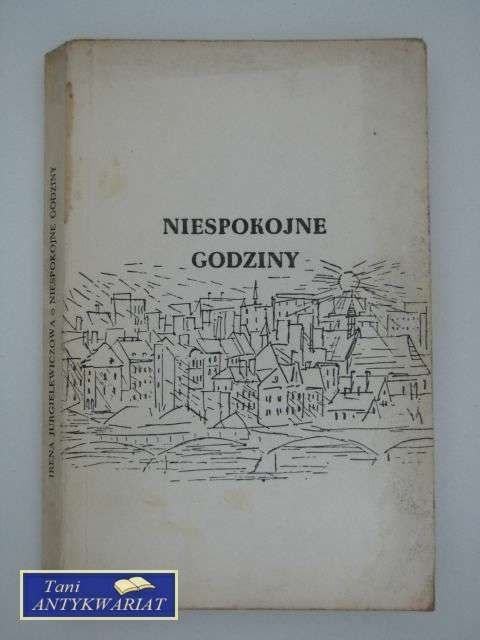 NIESPOKOJNE
GODZINY
IRENA JURGIELEWICZOWA NIESPOKOJNE GODZINY
Tani
ANTYKWARIAT